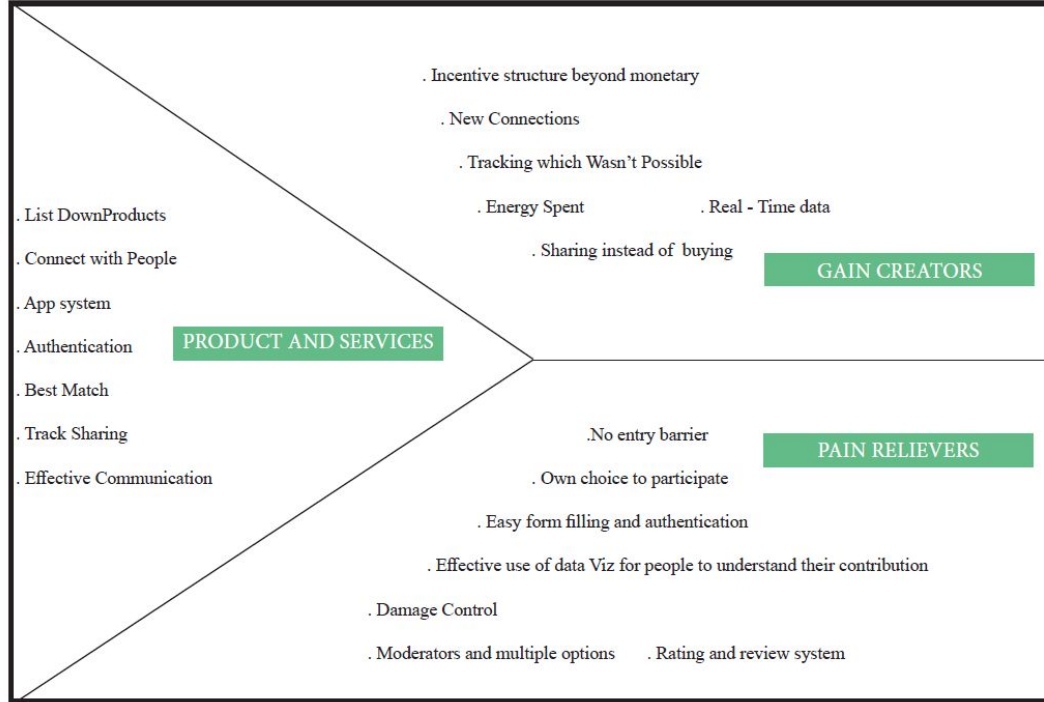 . Incentive structure beyond monetary
. New Connections
. Tracking which Wasn't Possible
. Energy Spent . Real - Time data
. Sharing instead of buying
GAIN CREATORS
. List DownProducts
. Connect with People
. App system
. Authentication
. Best Match
. Track Sharing
. Effective Communication
PRODUCT AND SERVICES
.No entry barrier
. Own choice to participate
. Easy form filling and authentication
. Effective use of data Viz for people to understand their contribution
. Damage Control
. Moderators and multiple options . Rating and review system
PAIN RELIEVERS